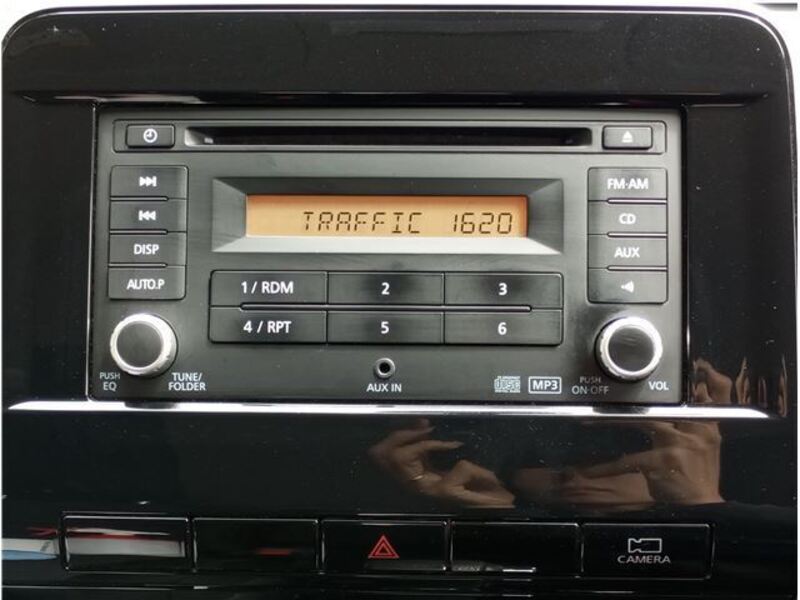 FM·AM
TRAFFIC 1620
CD
DISP
AUX
AUTO.P
1 / RDM 2 3
4 / RPT 5 6
PUSH EQ
TUNE/ FOLDER
AUX IN
DISC
MP3
PUSH ON·OFF
VOL
CAMERA